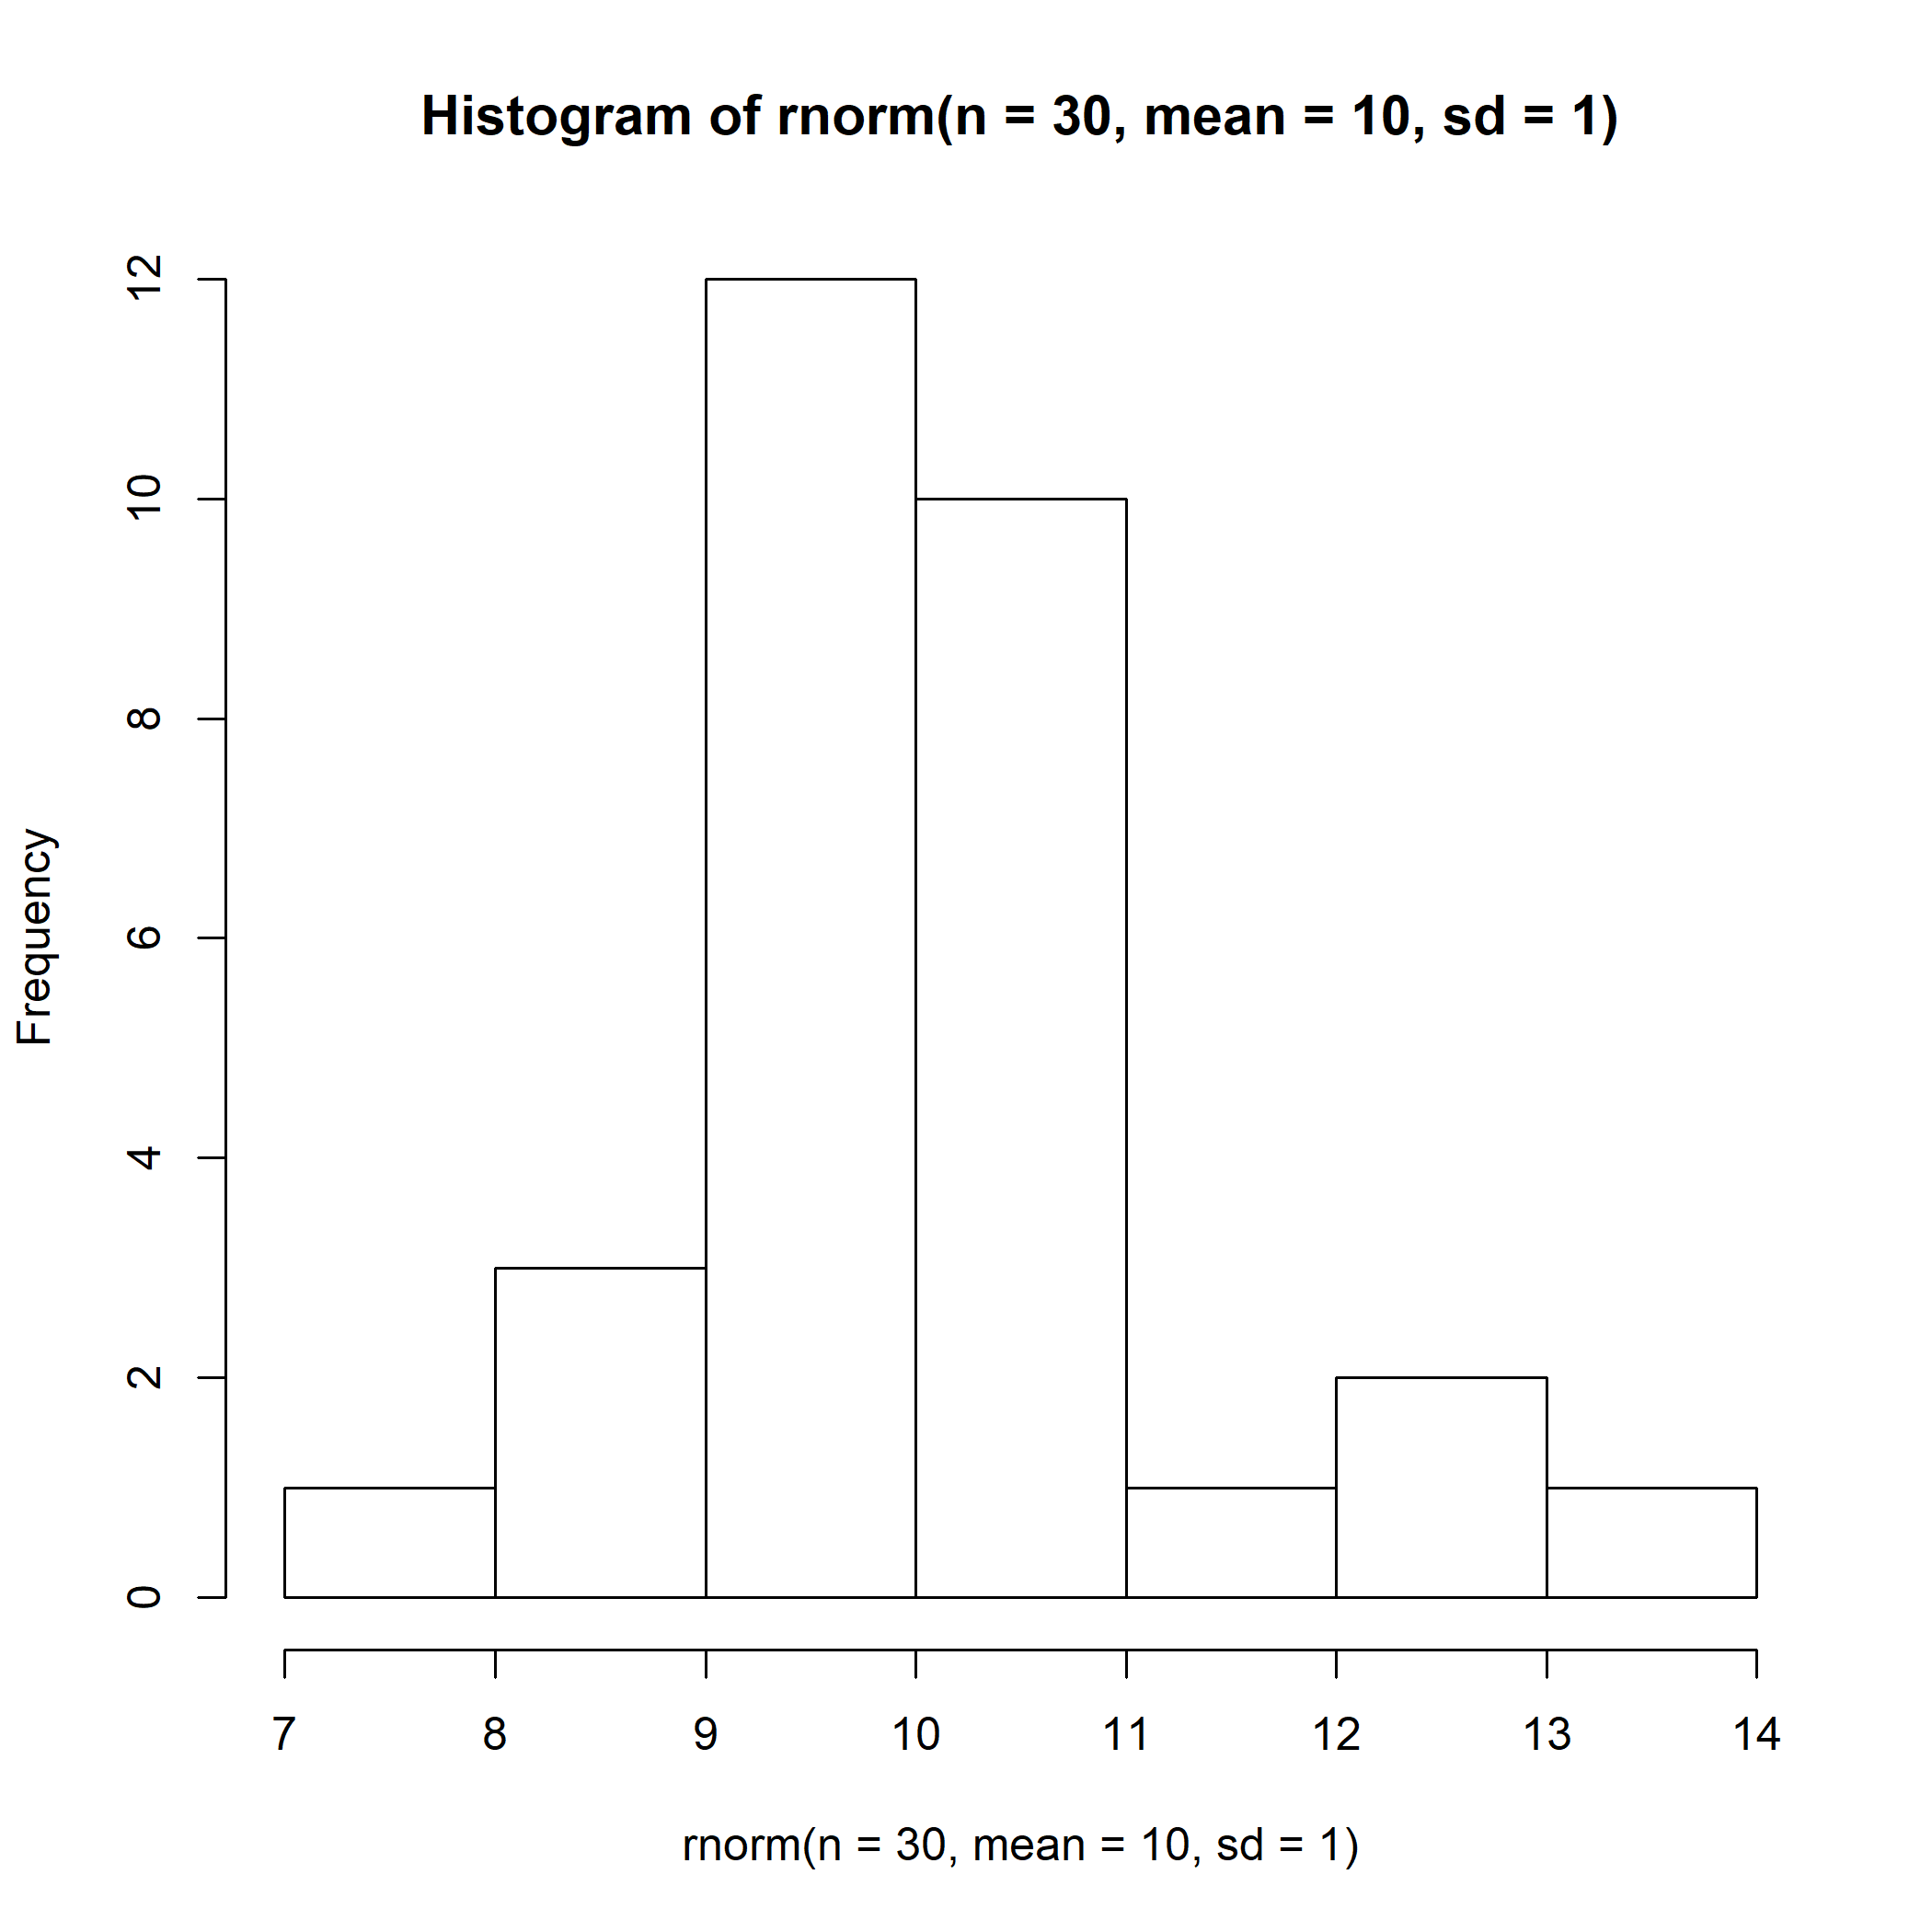 Histogram of rnorm(n = 30, mean = 10, sd = 1)
Frequency
12
10
8
6
4
2
0
7 8 9 10 11 12 13 14
rnorm(n = 30, mean = 10, sd = 1)